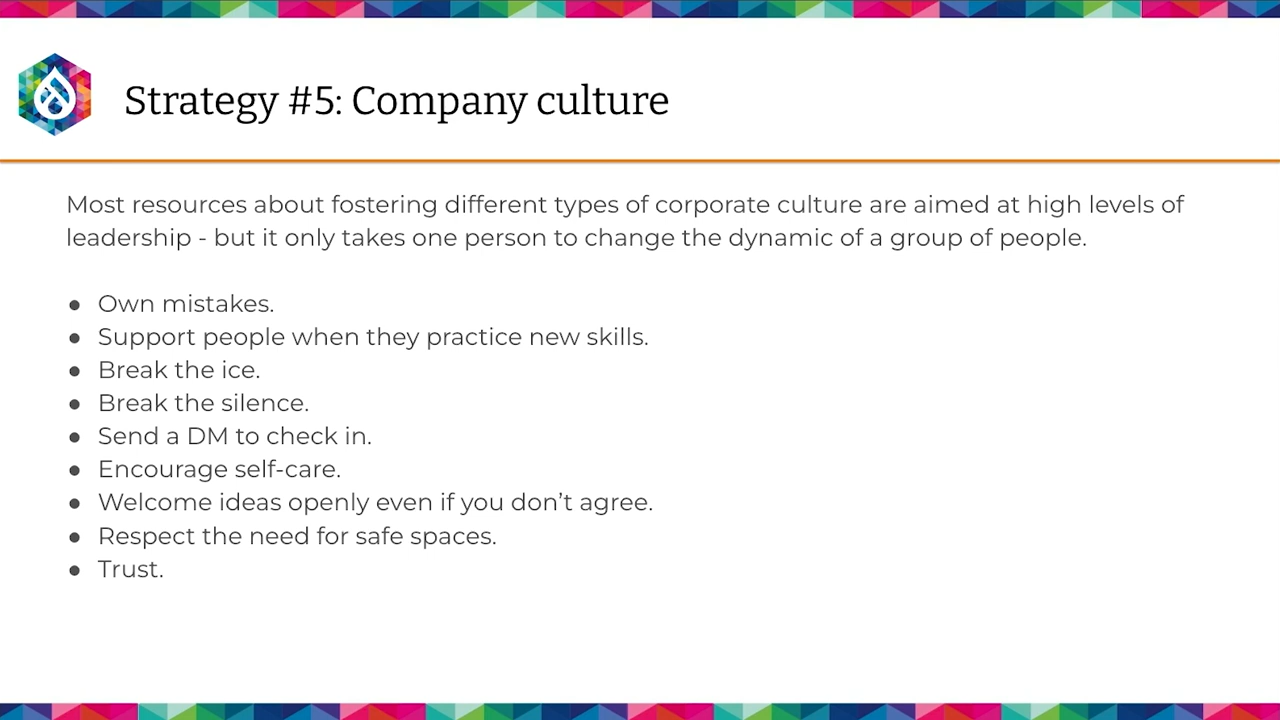 Strategy #5: Company culture
Most resources about fostering different types of corporate culture are aimed at high levels of
leadership - but it only takes one person to change the dynamic of a group of people.
● Own mistakes.
● Support people when they practice new skills.
● Break the ice.
● Break the silence.
● Send a DM to check in.
● Encourage self-care.
● Welcome ideas openly even if you don’t agree.
● Respect the need for safe spaces.
● Trust.